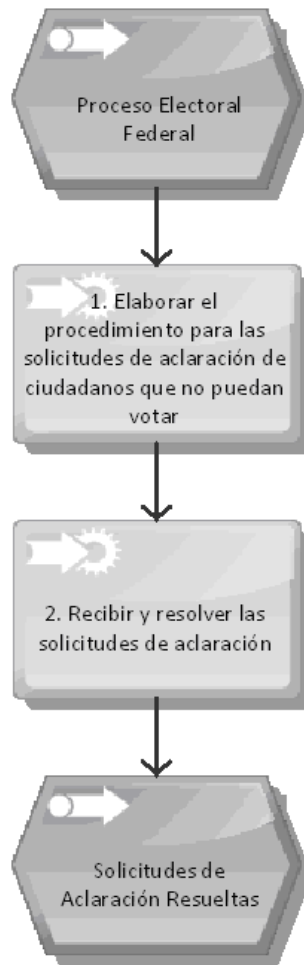 Proceso Electoral
Federal
1. Elaborar el
procedimiento para las
solicitudes de aclaración de
ciudadanos que no puedan
votar
2. Recibir y resolver las
solicitudes de aclaración
Solicitudes de
Aclaración Resueltas